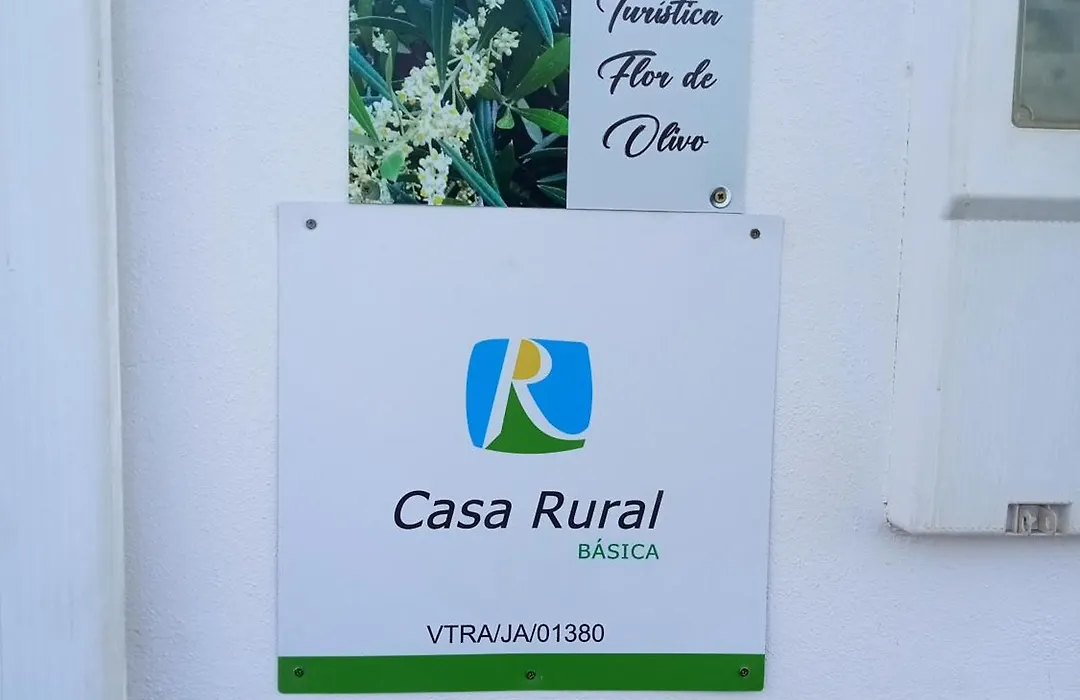 Turística
Flor de
Olivo
R
Casa Rural
BÁSICA
VTRA/JA/01380